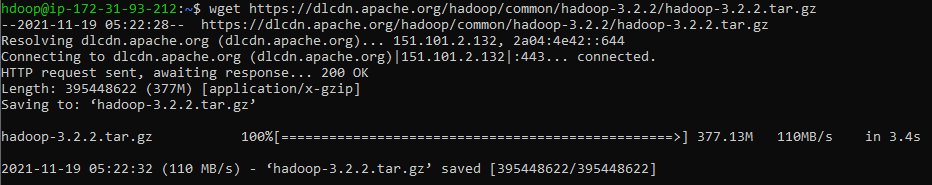 hdoop@ip-172-31-93-212:~$ wget https://dlcdn.apache.org/hadoop/common/hadoop-3.2.2/hadoop-3.2.2.tar.gz
--2021-11-19 05:22:28--  https://dlcdn.apache.org/hadoop/common/hadoop-3.2.2/hadoop-3.2.2.tar.gz
Resolving dlcdn.apache.org (dlcdn.apache.org)... 151.101.2.132, 2a04:4e42::644
Connecting to dlcdn.apache.org (dlcdn.apache.org)|151.101.2.132|:443... connected.
HTTP request sent, awaiting response... 200 OK
Length: 395448622 (377M) [application/x-gzip]
Saving to: ‘hadoop-3.2.2.tar.gz’
hadoop-3.2.2.tar.gz 100%[=================================================>] 377.13M 110MB/s in 3.4s
2021-11-19 05:22:32 (110 MB/s) - ‘hadoop-3.2.2.tar.gz’ saved [395448622/395448622]